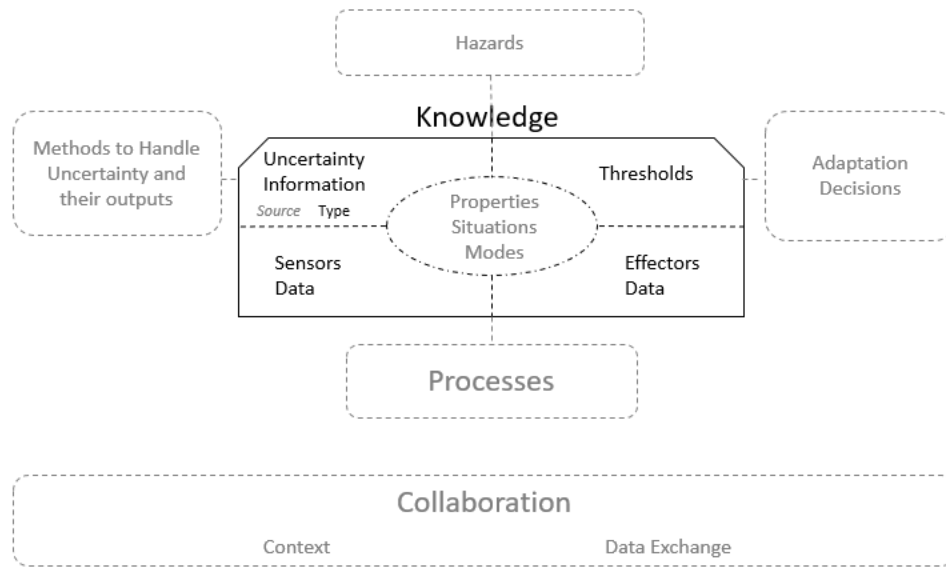 Hazards
Knowledge
Methods to Handle
Uncertainty and
their outputs
Uncertainty
Information
Source Type
Thresholds
Properties
Situations
Modes
Adaptation
Decisions
Sensors
Data
Effectors
Data
Processes
Collaboration
Context Data Exchange